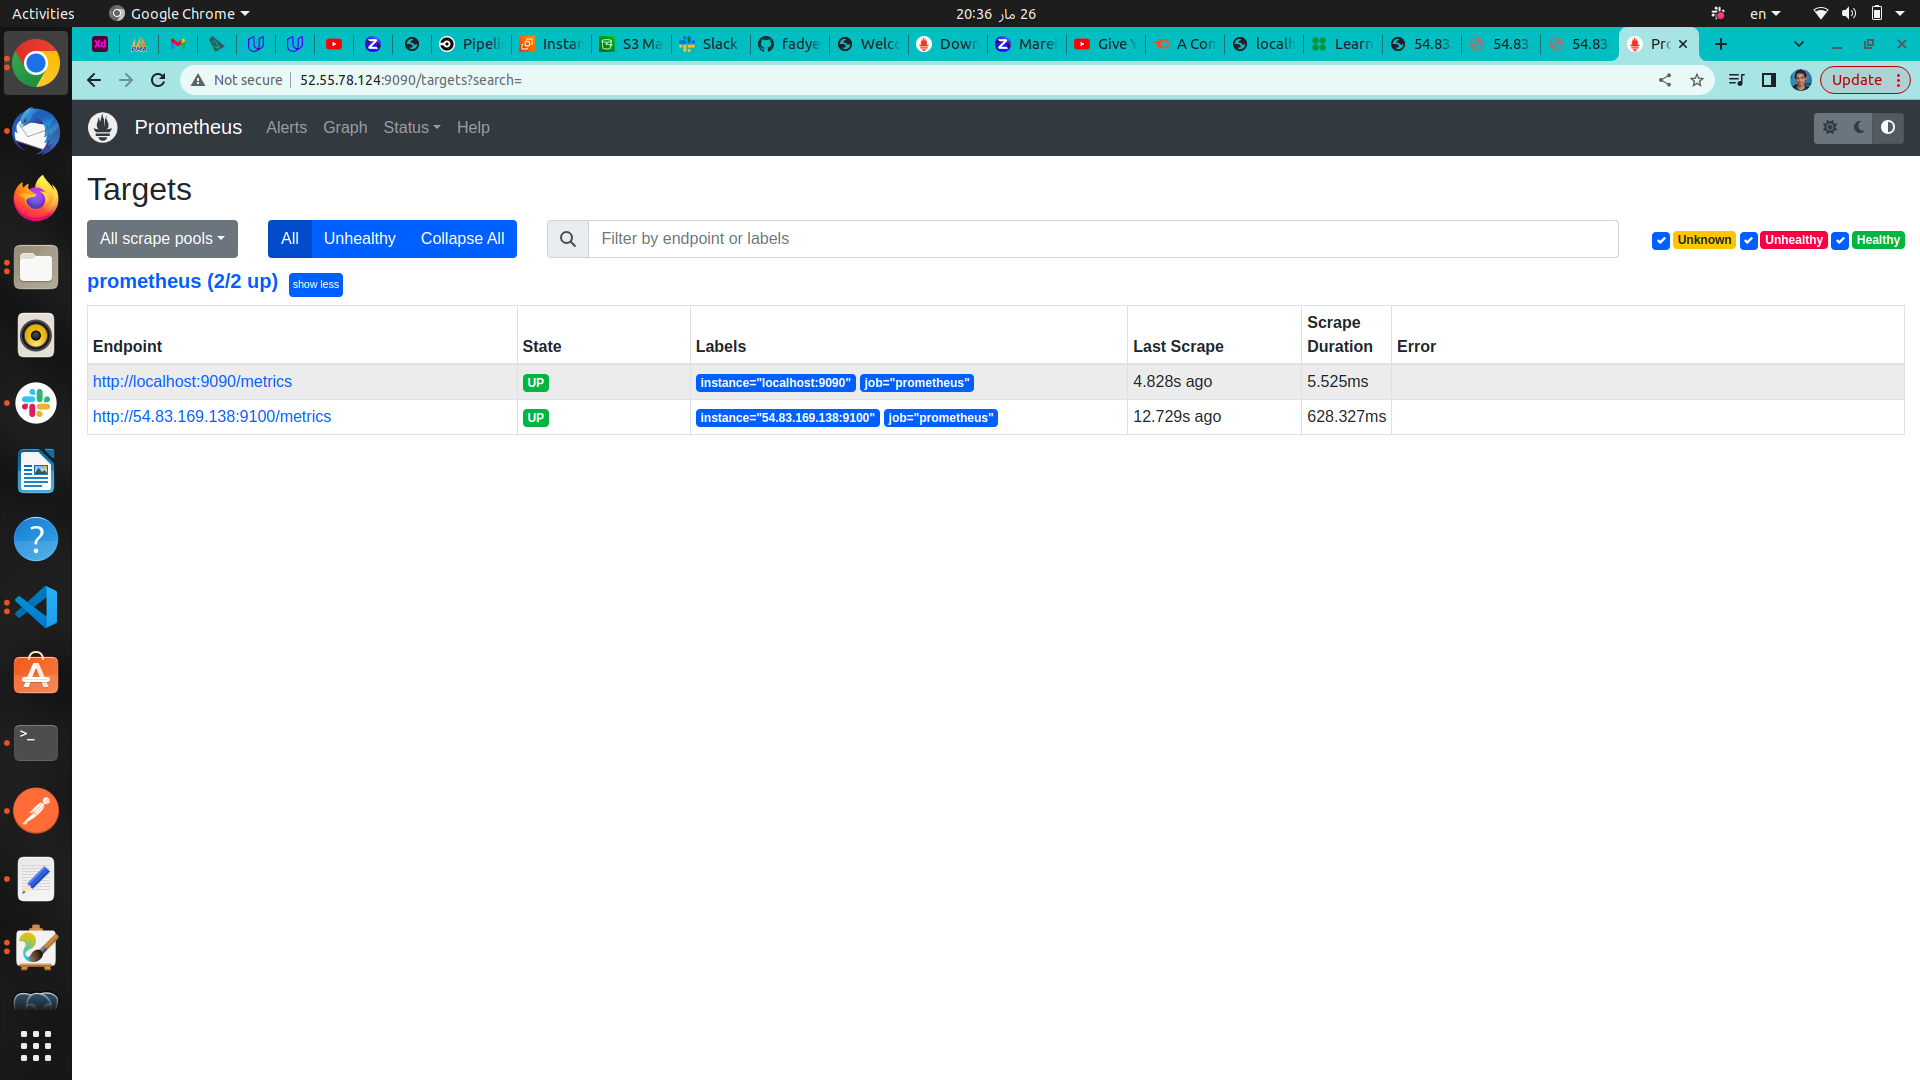 Activities Google Chrome 20:36 26 مار en
Xd PMA Pipeli Instar S3 Ma Slack fadye Welco Down Marei Give Y A Con localh Learn 54.83. 54.83. 54.83. Pro
Not secure 52.55.78.124:9090/targets?search= Update
Prometheus Alerts Graph Status Help
Targets
All scrape pools All Unhealthy Collapse All Filter by endpoint or labels Unknown Unhealthy Healthy
prometheus (2/2 up) show less
Endpoint State Labels Last Scrape Scrape Duration Error
http://localhost:9090/metrics UP instance="localhost:9090" job="prometheus" 4.828s ago 5.525ms
http://54.83.169.138:9100/metrics UP instance="54.83.169.138:9100" job="prometheus" 12.729s ago 628.327ms